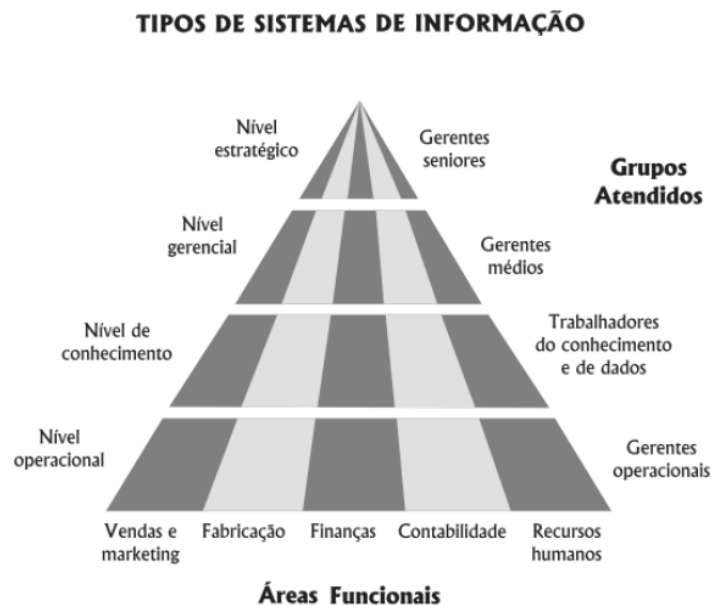 TIPOS DE SISTEMAS DE INFORMAÇÃO
Nível
estratégico
Gerentes
seniores
Grupos
Atendidos
Nível
gerencial
Gerentes
médios
Nível de
conhecimento
Trabalhadores
do conhecimento
e de dados
Nível
operacional
Gerentes
operacionais
Vendas e
marketing
Fabricação
Finanças
Contabilidade
Recursos
humanos
Áreas Funcionais